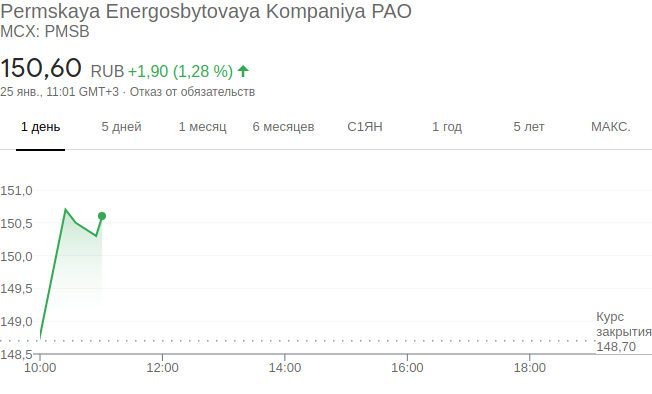 Permskaya Energosbytovaya Kompaniya PAO
MCX: PMSB
150,60 RUB +1,90 (1,28 %)
25 янв., 11:01 GMT+3 · Отказ от обязательств
1 день 5 дней 1 месяц 6 месяцев С1ЯН 1 год 5 лет МАКС.
151,0
150,5
150,0
149,5
149,0
Курс
закрытия
148,70
148,5
10:00 12:00 14:00 16:00 18:00